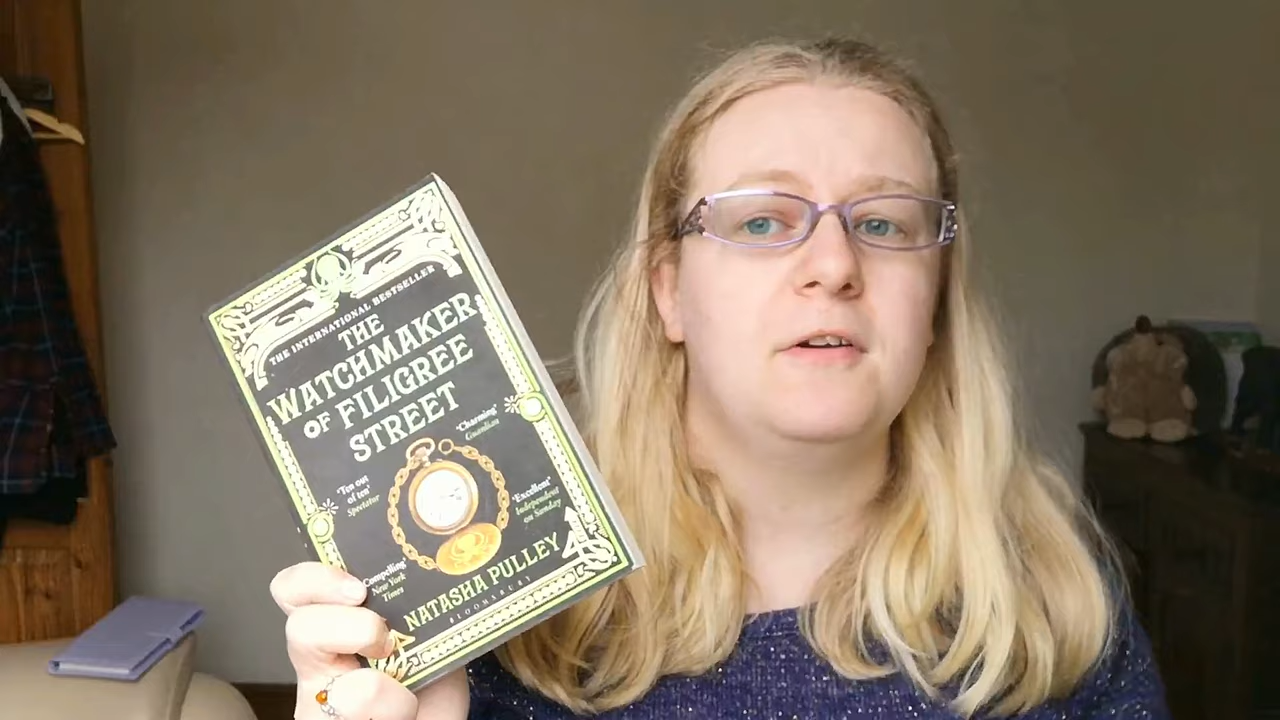 THE INTERNATIONAL BESTSELLER
THE
WATCHMAKER
OF FILIGREE
STREET
'Charming'
Guardian
'Ten out
of ten'
Spectator
'Excellent'
Independent
on Sunday
'Compelling'
New York
Times
NATASHA PULLEY
BLOOMSBURY